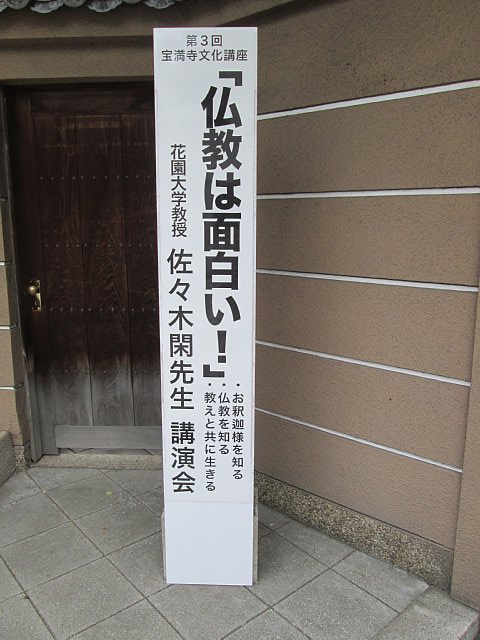 第３回
宝満寺文化講座
「仏教は面白い！」
・お釈迦様を知る
・仏教を知る
・教えと共に生きる
花園大学教授 佐々木閑先生 講演会